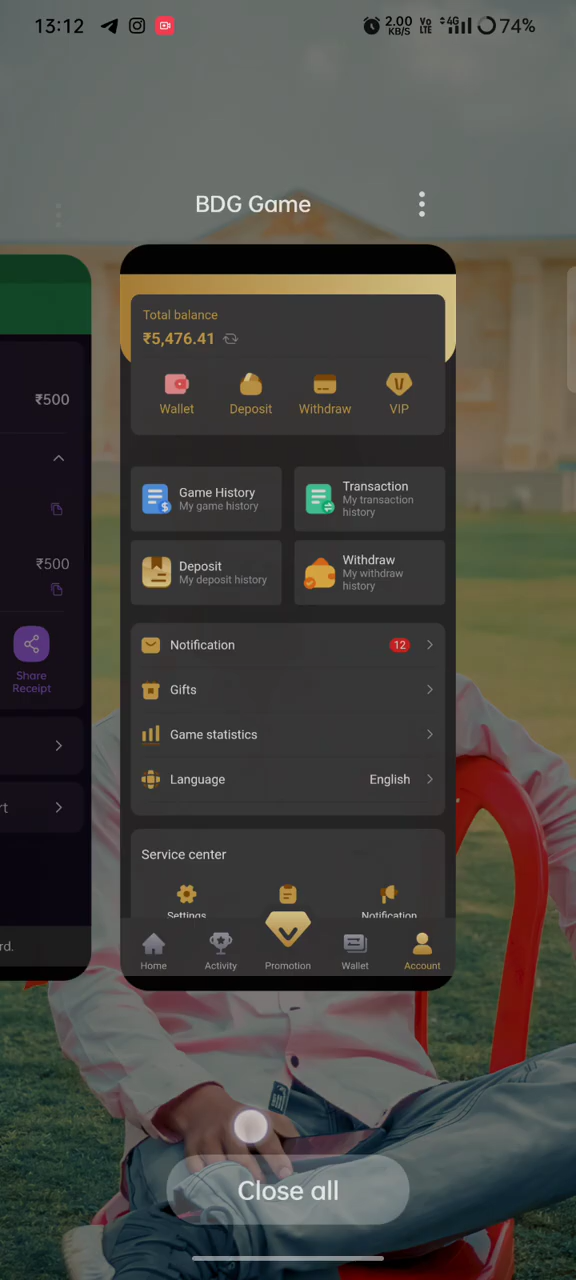 13:12
2.00
KB/S
Vo
LTE
4G
74%
BDG Game
Total balance
₹5,476.41
Wallet
Deposit
Withdraw
VIP
Game History
My game history
Transaction
My transaction
history
Deposit
My deposit history
Withdraw
My withdraw
history
Notification
12
Gifts
Game statistics
Language
English
Service center
Settings
Notification
Home
Activity
Promotion
Wallet
Account
₹500
₹500
Share
Receipt
rt
rd.
Close all